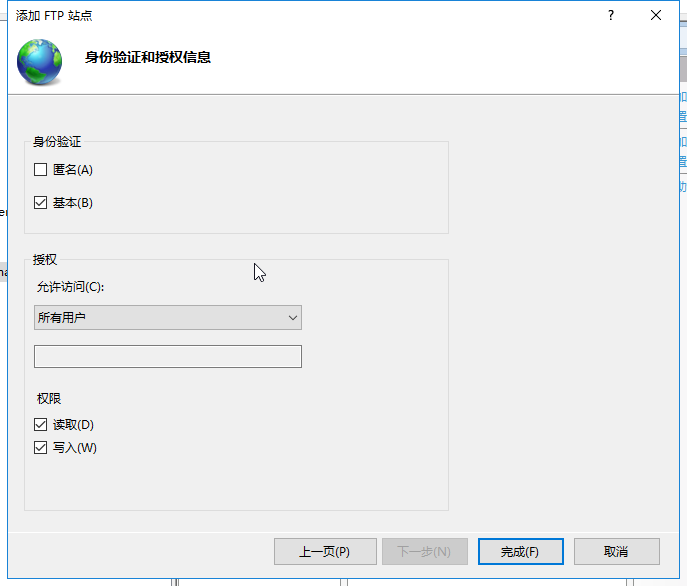 添加 FTP 站点
?
身份验证和授权信息
身份验证
匿名(A)
基本(B)
授权
允许访问(C):
所有用户
权限
读取(D)
写入(W)
上一页(P)
下一步(N)
完成(F)
取消